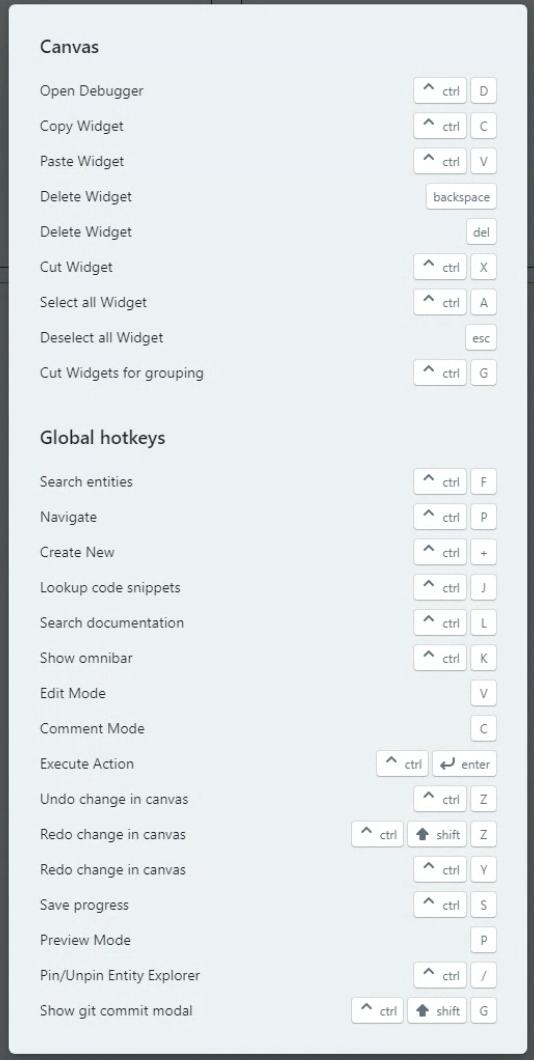 Canvas
Open Debugger ctrl D
Copy Widget ctrl C
Paste Widget ctrl V
Delete Widget backspace
Delete Widget del
Cut Widget ctrl X
Select all Widget ctrl A
Deselect all Widget esc
Cut Widgets for grouping ctrl G
Global hotkeys
Search entities ctrl F
Navigate ctrl P
Create New ctrl +
Lookup code snippets ctrl J
Search documentation ctrl L
Show omnibar ctrl K
Edit Mode V
Comment Mode C
Execute Action ctrl enter
Undo change in canvas ctrl Z
Redo change in canvas ctrl shift Z
Redo change in canvas ctrl Y
Save progress ctrl S
Preview Mode P
Pin/Unpin Entity Explorer ctrl /
Show git commit modal ctrl shift G